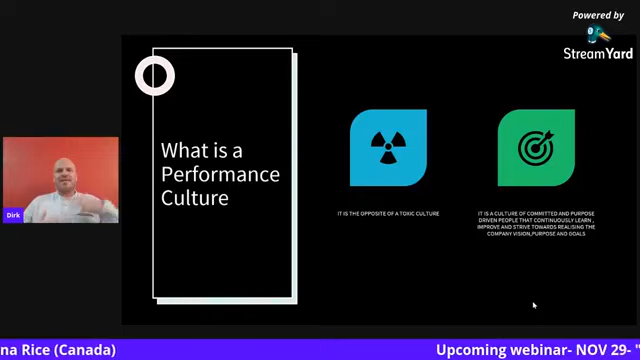 Powered by
StreamYard
What is a
Performance
Culture
IT IS THE OPPOSITE OF A TOXIC CULTURE
IT IS A CULTURE OF COMMITTED AND PURPOSE
DRIVEN PEOPLE THAT CONTINUOUSLY LEARN ,
IMPROVE AND STRIVE TOWARDS REALISING THE
COMPANY VISION,PURPOSE AND GOALS
Dirk
na Rice (Canada)
Upcoming webinar- NOV 29- "